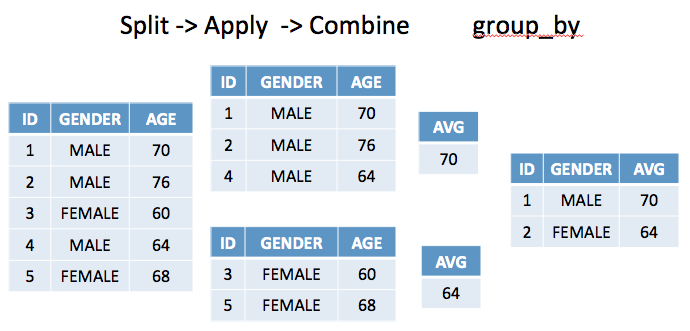 Split -> Apply -> Combine group_by
ID GENDER AGE
1 MALE 70
2 MALE 76
3 FEMALE 60
4 MALE 64
5 FEMALE 68
ID GENDER AGE
1 MALE 70
2 MALE 76
4 MALE 64
ID GENDER AGE
3 FEMALE 60
5 FEMALE 68
AVG
70
AVG
64
ID GENDER AVG
1 MALE 70
2 FEMALE 64